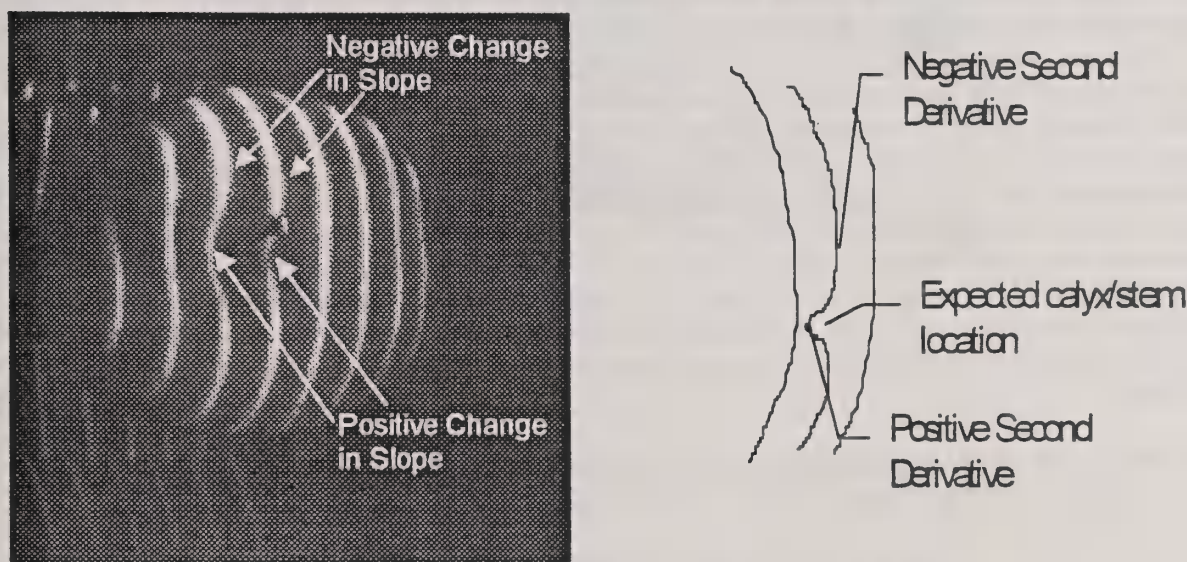 Negative Change
in Slope
Positive Change
in Slope
Negative Second
Derivative
Expected calyx/stem
location
Positive Second
Derivative